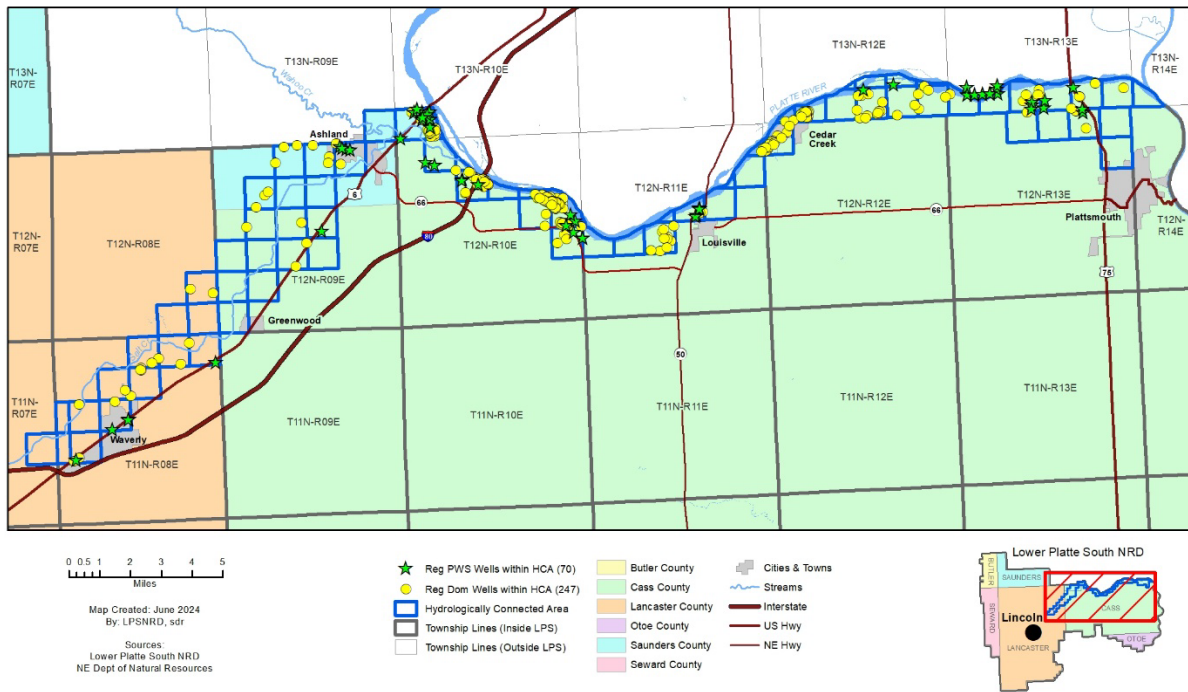 T13N-
R07E
T13N-R09E
T13N-R10E
T13N-R12E
T13N-R13E
T13N-
R14E
Wahoo Cr
PLATTE RIVER
Ashland
Cedar
Creek
6
66
T12N-R11E
T12N-R12E
T12N-R13E
Plattsmouth
T12N-
R07E
T12N-R08E
T12N-R10E
80
Louisville
66
T12N-
R14E
T12N-R09E
75
Greenwood
50
T11N-
R07E
T11N-R09E
T11N-R10E
T11N-R11E
T11N-R12E
T11N-R13E
Waverly
T11N-R08E
0 0.5 1 2 3 4 5
Miles
Map Created: June 2024
By: LPSNRD, sdr
Sources:
Lower Platte South NRD
NE Dept of Natural Resources
Reg PWS Wells within HCA (70)
Reg Dom Wells within HCA (247)
Hydrologically Connected Area
Township Lines (Inside LPS)
Township Lines (Outside LPS)
Butler County
Cass County
Lancaster County
Otoe County
Saunders County
Seward County
Cities & Towns
Streams
Interstate
US Hwy
NE Hwy
Lower Platte South NRD
BUTLER
SAUNDERS
SEWARD
CASS
Lincoln
LANCASTER
OTOE